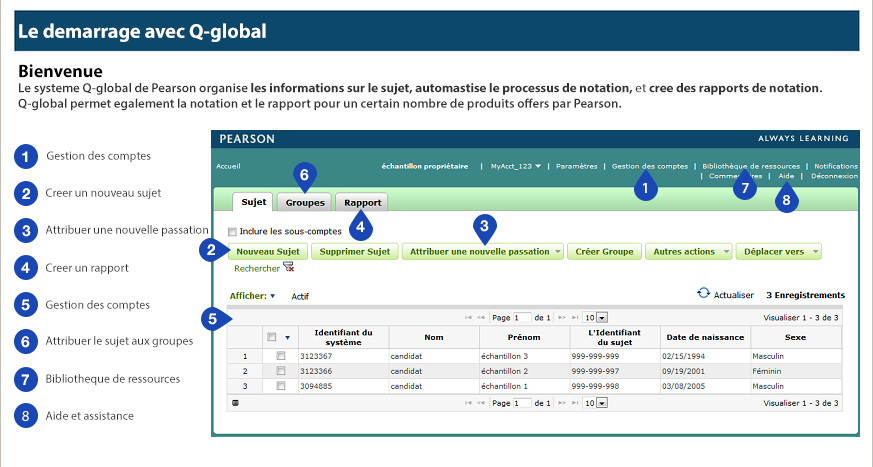 Le demarrage avec Q-global
Bienvenue
Le systeme Q-global de Pearson organise les informations sur le sujet, automastise le processus de notation, et cree des rapports de notation.
Q-global permet egalement la notation et le rapport pour un certain nombre de produits offers par Pearson.
1 Gestion des comptes
2 Creer un nouveau sujet
3 Attribuer une nouvelle passation
4 Creer un rapport
5 Gestion des comptes
6 Attribuer le sujet aux groupes
7 Bibliotheque de ressources
8 Aide et assistance
PEARSON ALWAYS LEARNING
Accueil échantillon propriétaire | MyAcct_123 | Paramètres | Gestion des comptes | Bibliothèque de ressources | Notifications
| Comme res | Aide | Déconnexion
6 1 7 8
Sujet Groupes Rapport
4 3
Inclure les sous-comptes
2 Nouveau Sujet Supprimer Sujet Attribuer une nouvelle passation Créer Groupe Autres actions Déplacer vers
Rechercher
Afficher: Actif Actualiser 3 Enregistrements
5 Page 1 de 1 10 Visualiser 1 - 3 de 3
Identifiant du système Nom Prénom L'Identifiant du sujet Date de naissance Sexe
1 3123367 candidat échantillon 3 999-999-999 02/15/1994 Masculin
2 3123366 candidat échantillon 2 999-999-997 09/19/2001 Féminin
3 3094885 candidat échantillon 1 999-999-998 03/08/2005 Masculin
Page 1 de 1 10 Visualiser 1 - 3 de 3